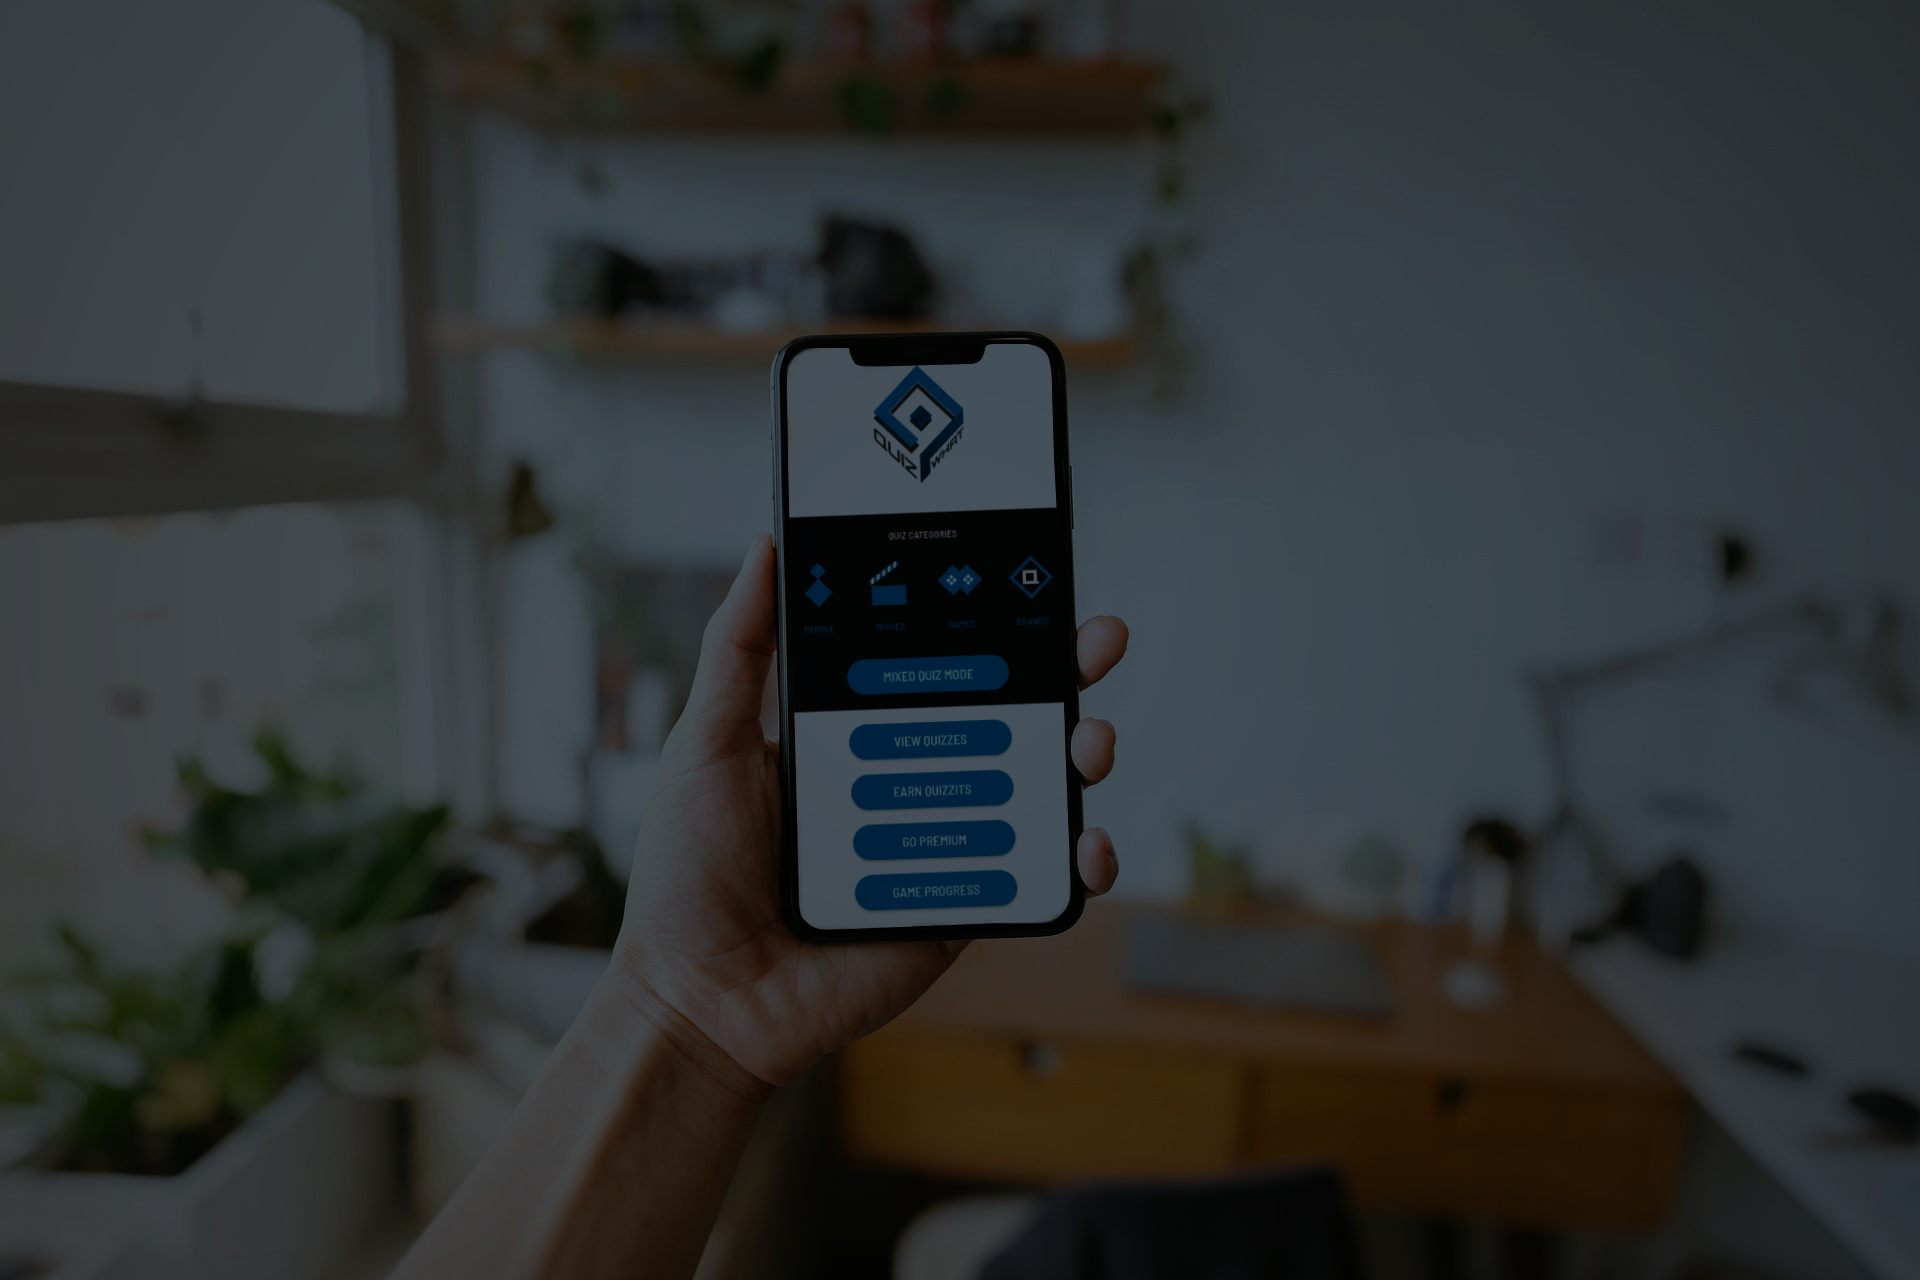 QUIZ WHAT
QUIZ CATEGORIES
PEOPLE MOVIES GAMES BRANDS
MIXED QUIZ MODE
VIEW QUIZZES
EARN QUIZZITS
GO PREMIUM
GAME PROGRESS